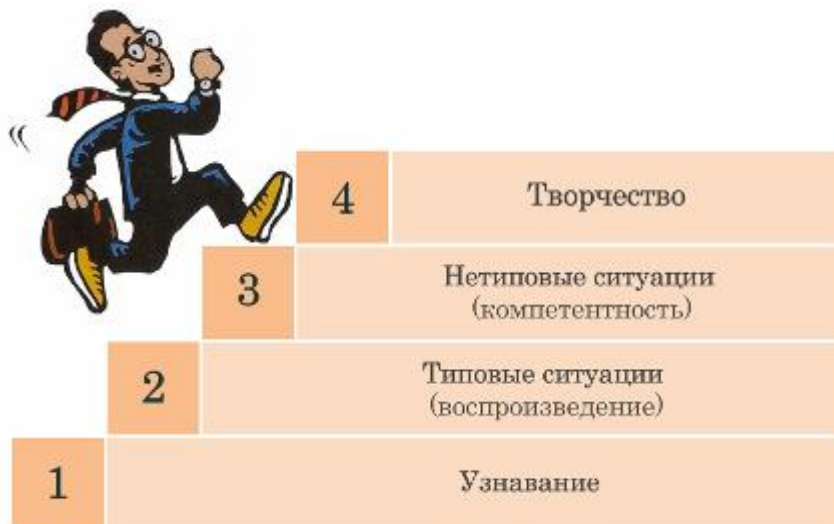 4
Творчество
3
Нетиповые ситуации
(компетентность)
2
Типовые ситуации
(воспроизведение)
1
Узнавание